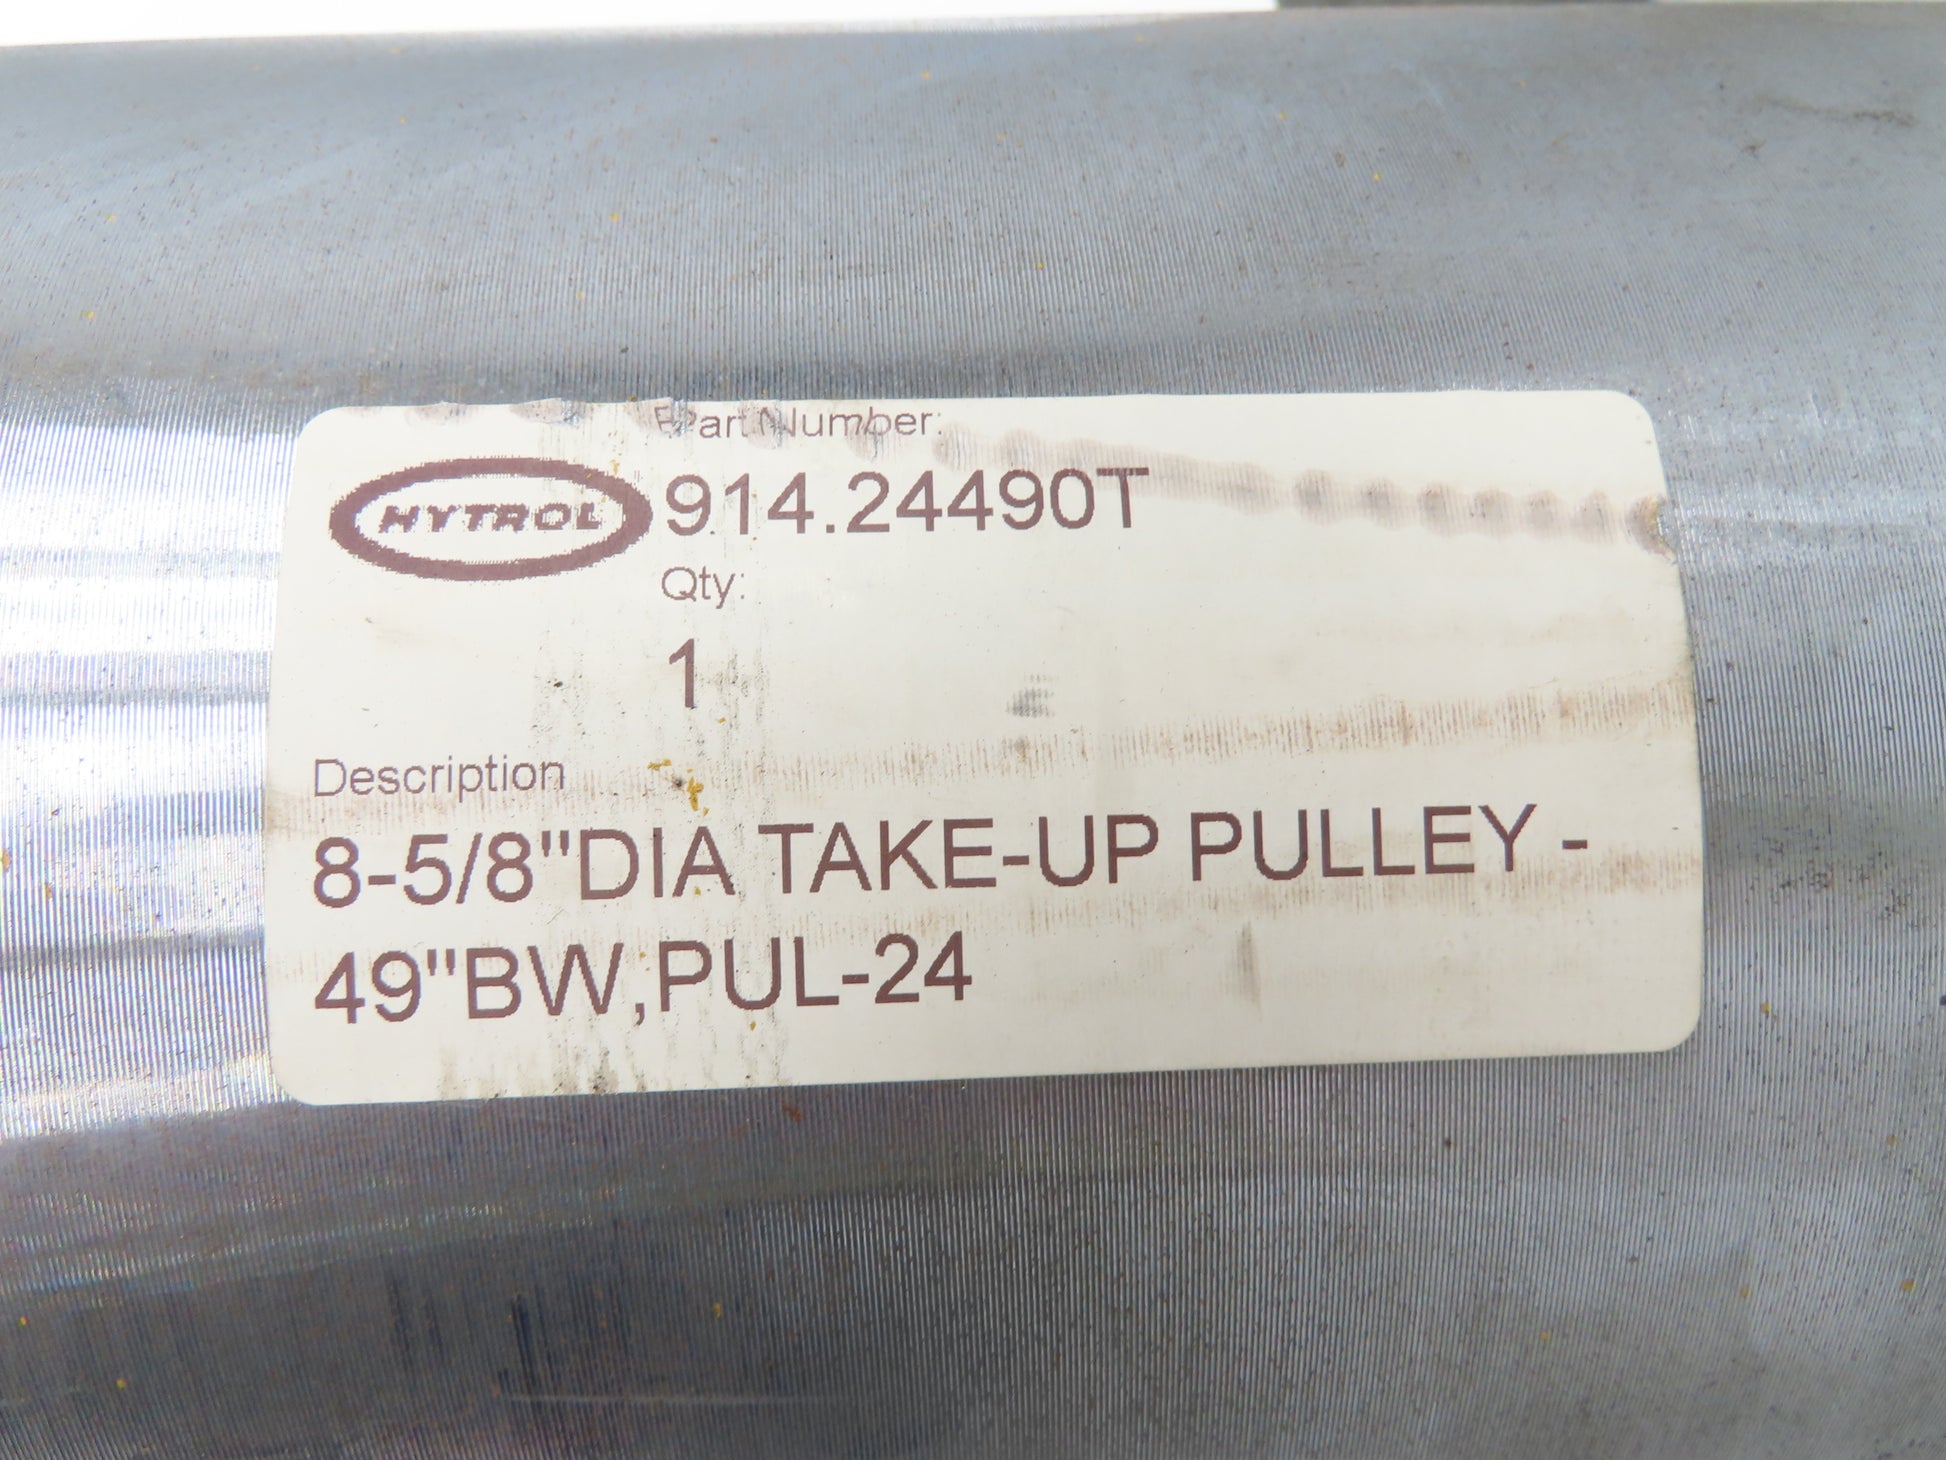 Part Number:
HYTROL 914.24490T
Qty:
1
Description
8-5/8"DIA TAKE-UP PULLEY -
49"BW,PUL-24